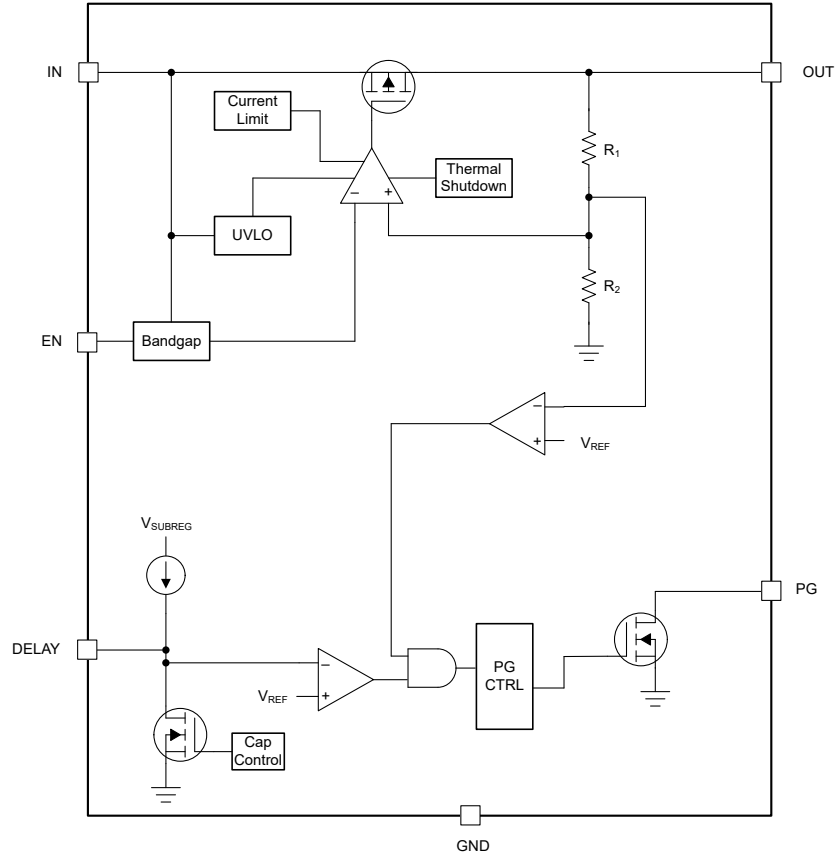 IN
OUT
Current
Limit
R1
Thermal
Shutdown
−
+
UVLO
R2
EN
Bandgap
−
+
VREF
VSUBREG
PG
DELAY
−
+
VREF
PG
CTRL
Cap
Control
GND